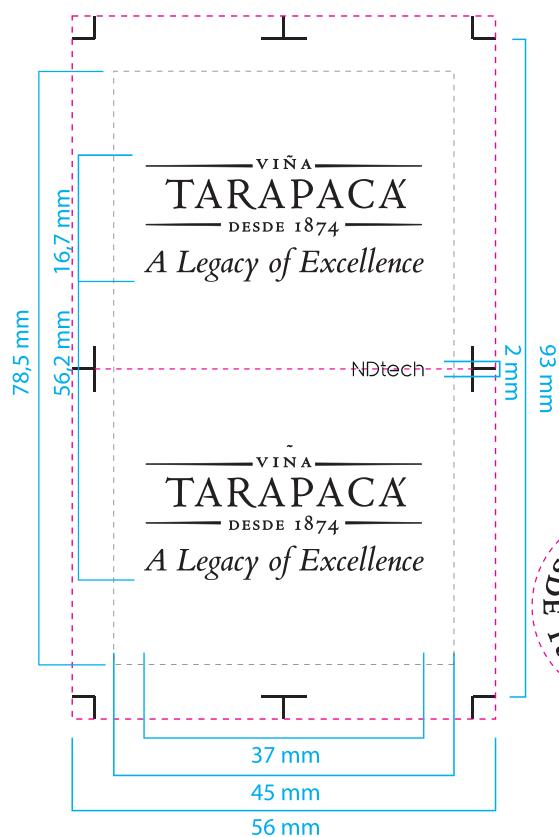 VIÑA
TARAPACÁ
DESDE 1874
A Legacy of Excellence
16,7 mm
78,5 mm
56,2 mm
NDtech
2 mm
93 mm
VIÑA
TARAPACÁ
DESDE 1874
A Legacy of Excellence
37 mm
45 mm
56 mm